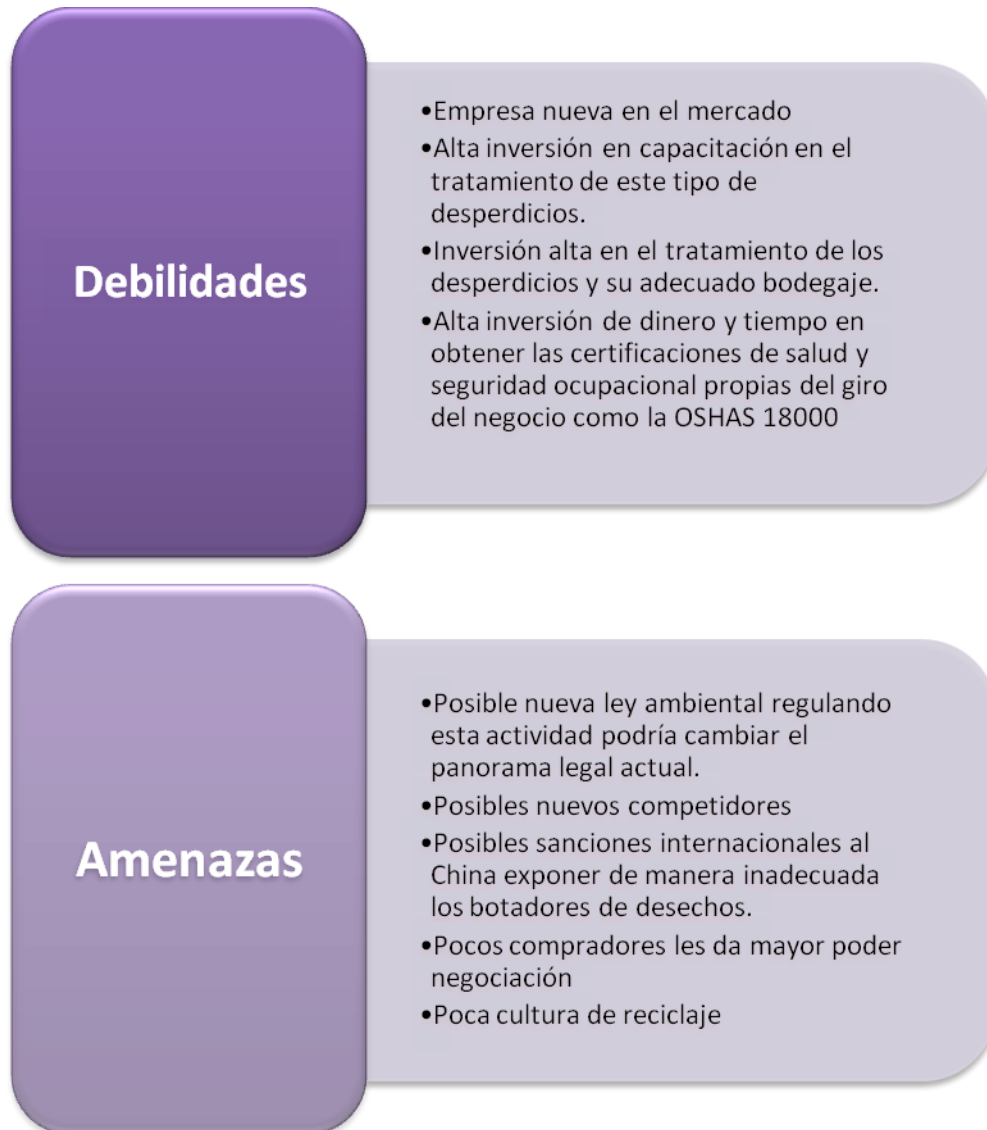 Debilidades
•Empresa nueva en el mercado
•Alta inversión en capacitación en el
tratamiento de este tipo de
desperdicios.
•Inversión alta en el tratamiento de los
desperdicios y su adecuado bodegaje.
•Alta inversión de dinero y tiempo en
obtener las certificaciones de salud y
seguridad ocupacional propias del giro
del negocio como la OSHAS 18000
Amenazas
•Posible nueva ley ambiental regulando
esta actividad podría cambiar el
panorama legal actual.
•Posibles nuevos competidores
•Posibles sanciones internacionales al
China exponer de manera inadecuada
los botadores de desechos.
•Pocos compradores les da mayor poder
negociación
•Poca cultura de reciclaje